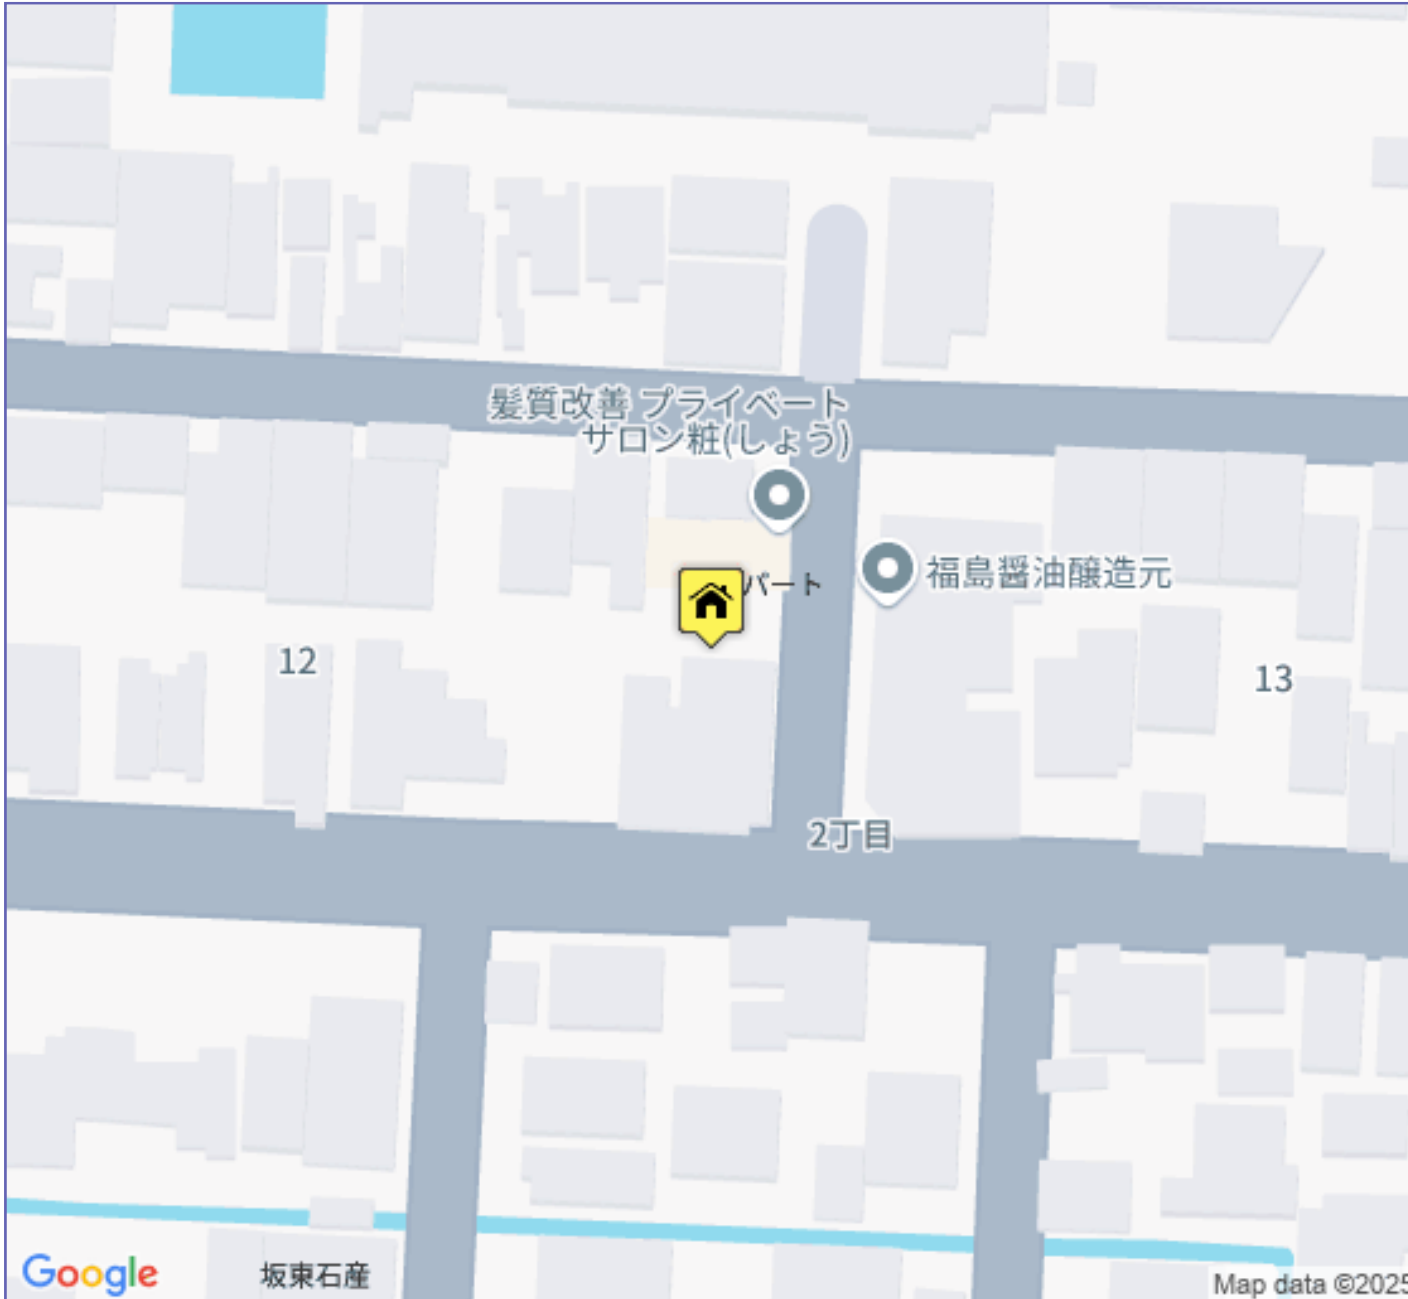 髪質改善 プライベート
サロン粧(しょう)
福島醤油醸造元
パート
12
13
2丁目
Google
坂東石産
Map data ©2025